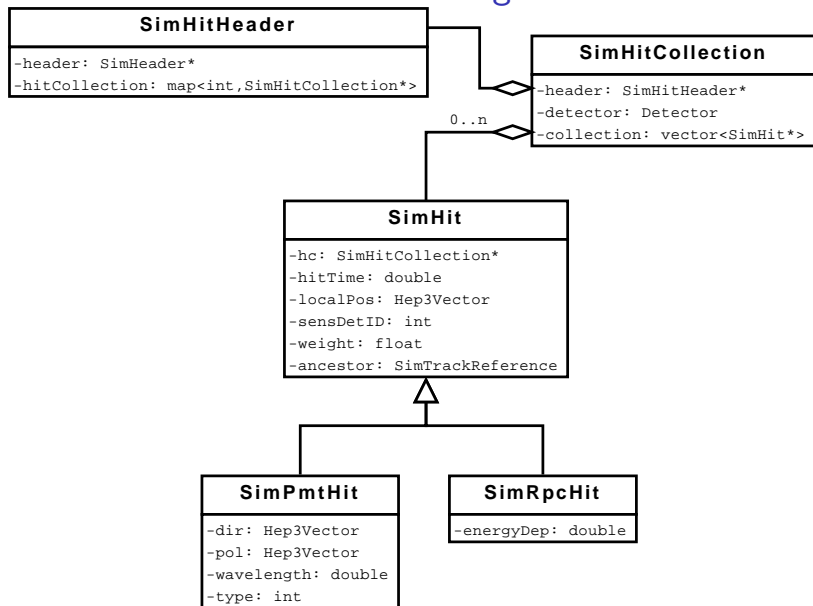 SimHitHeader
-header: SimHeader*
-hitCollection: map<int,SimHitCollection*>
SimHitCollection
-header: SimHitHeader*
-detector: Detector
-collection: vector<SimHit*>
0..n
SimHit
-hc: SimHitCollection*
-hitTime: double
-localPos: Hep3Vector
-sensDetID: int
-weight: float
-ancestor: SimTrackReference
SimPmtHit
-dir: Hep3Vector
-pol: Hep3Vector
-wavelength: double
-type: int
SimRpcHit
-energyDep: double